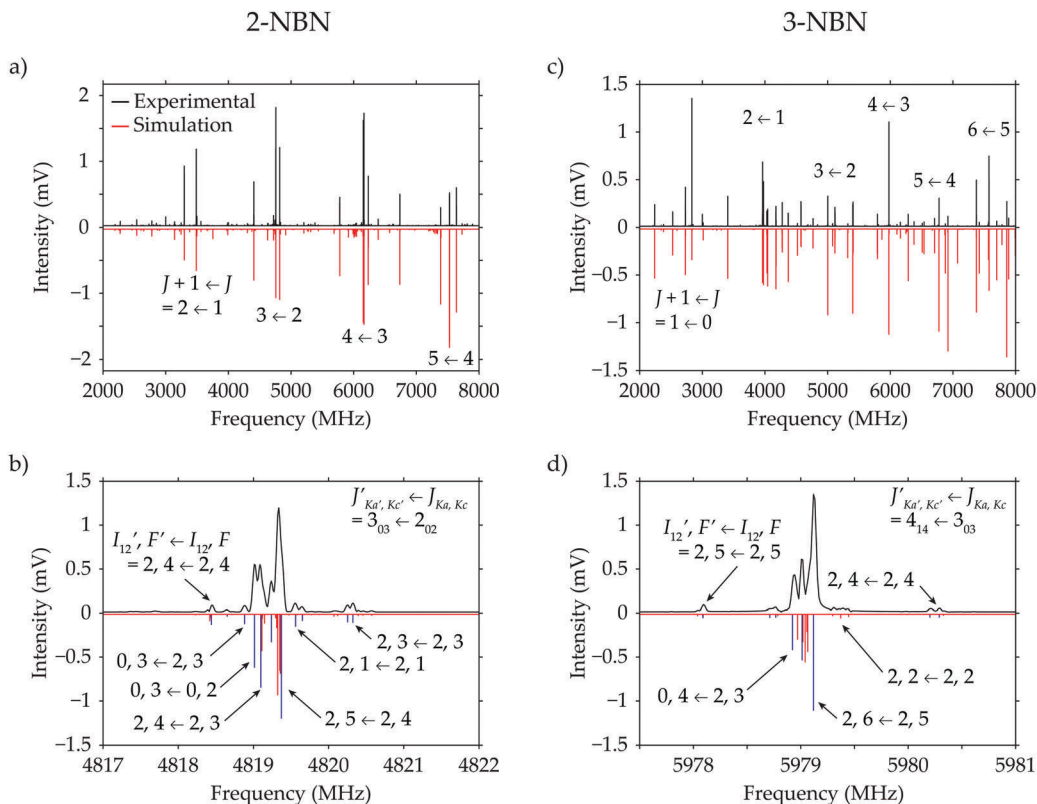 2-NBN
3-NBN
a)
Intensity (mV)
2
1
0
−1
−2
Experimental
Simulation
J + 1 ← J
= 2 ← 1
3 ← 2
4 ← 3
5 ← 4
2000 3000 4000 5000 6000 7000 8000
Frequency (MHz)
c)
Intensity (mV)
1.5
1
0.5
0
−0.5
−1
−1.5
2 ← 1
4 ← 3
6 ← 5
3 ← 2
5 ← 4
J + 1 ← J
= 1 ← 0
2000 3000 4000 5000 6000 7000 8000
Frequency (MHz)
b)
Intensity (mV)
1.5
1
0.5
0
−0.5
−1
−1.5
J′Ka′, Kc′ ← JKa, Kc
= 3₀₃ ← 2₀₂
I₁₂′, F′ ← I₁₂, F
= 2, 4 ← 2, 4
0, 3 ← 2, 3
0, 3 ← 0, 2
2, 4 ← 2, 3
2, 3 ← 2, 3
2, 1 ← 2, 1
2, 5 ← 2, 4
4817 4818 4819 4820 4821 4822
Frequency (MHz)
d)
Intensity (mV)
1.5
1
0.5
0
−0.5
−1
−1.5
J′Ka′, Kc′ ← JKa, Kc
= 4₁₄ ← 3₀₃
I₁₂′, F′ ← I₁₂, F
= 2, 5 ← 2, 5
2, 4 ← 2, 4
0, 4 ← 2, 3
2, 2 ← 2, 2
2, 6 ← 2, 5
5978 5979 5980 5981
Frequency (MHz)